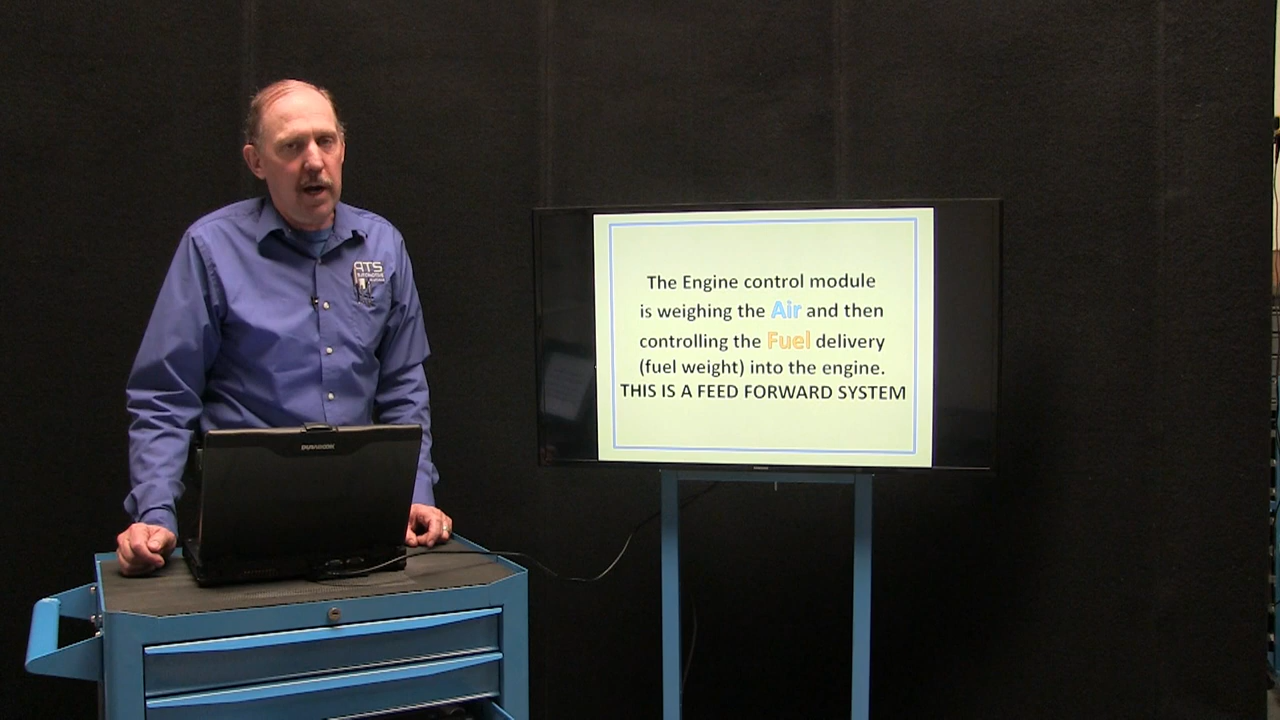 ATS
The Engine control module
is weighing the Air and then
controlling the Fuel delivery
(fuel weight) into the engine.
THIS IS A FEED FORWARD SYSTEM
DURABOOK